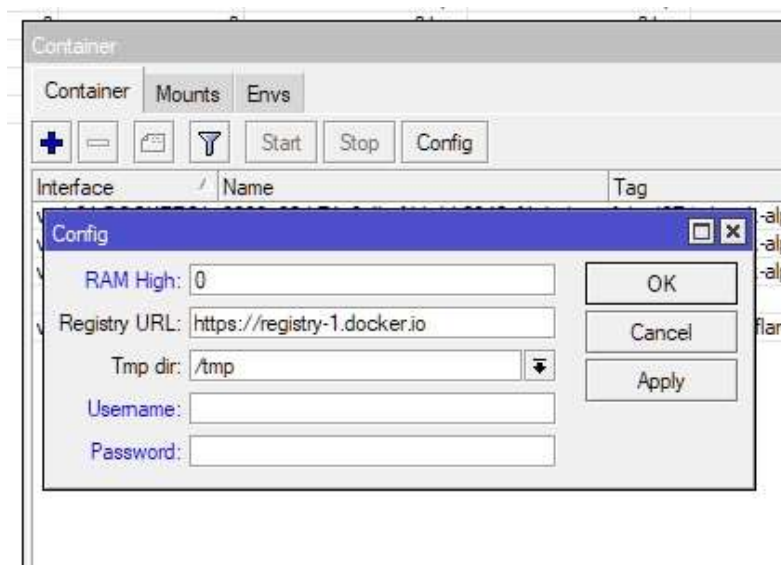 Container
Container Mounts Envs
Start Stop Config
Interface Name Tag
Config
RAM High: 0
OK
Registry URL: https://registry-1.docker.io
Cancel
Tmp dir: /tmp
Apply
Username:
Password: